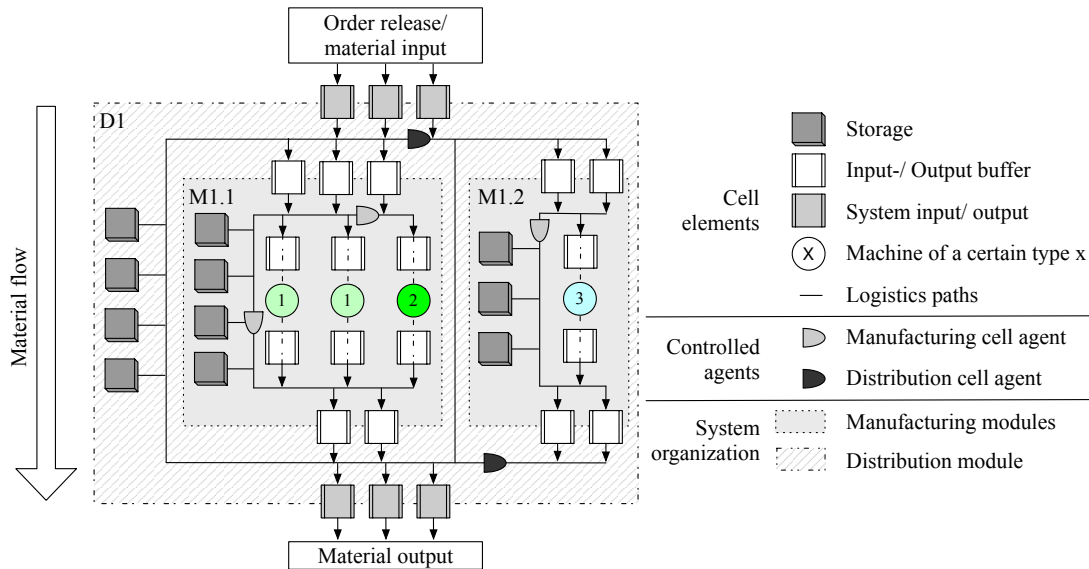 Order release/
material input
D1
M1.1
M1.2
1
1
2
3
Material flow
Material output
Cell
elements
Storage
Input-/ Output buffer
System input/ output
X
Machine of a certain type x
Logistics paths
Controlled
agents
Manufacturing cell agent
Distribution cell agent
System
organization
Manufacturing modules
Distribution module